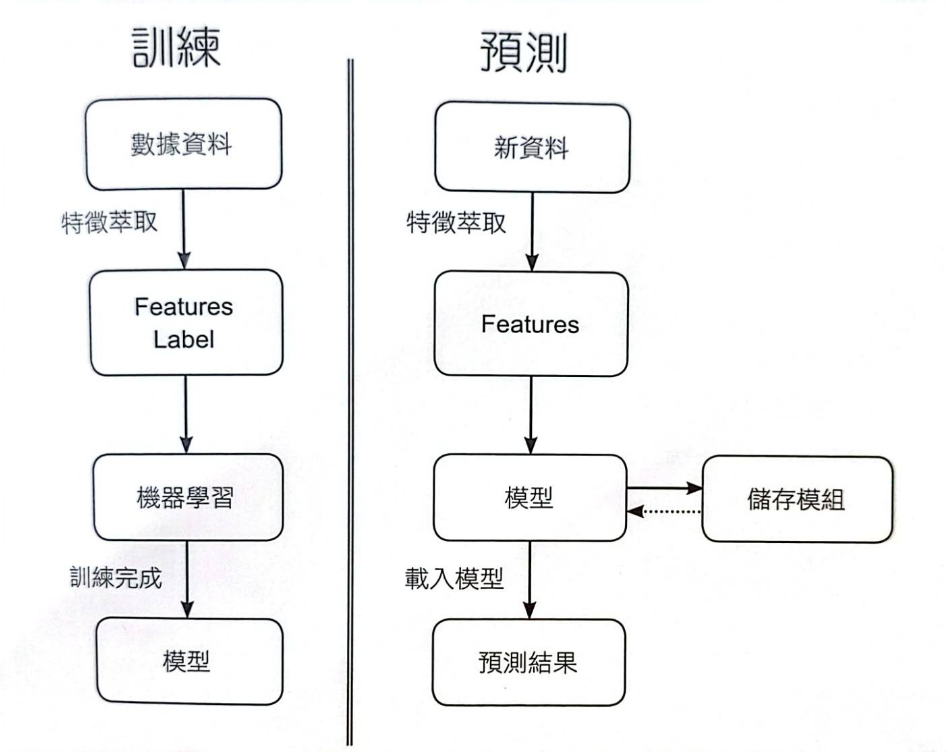 訓練
數據資料
特徵萃取
Features
Label
機器學習
訓練完成
模型
預測
新資料
特徵萃取
Features
模型
儲存模組
載入模型
預測結果